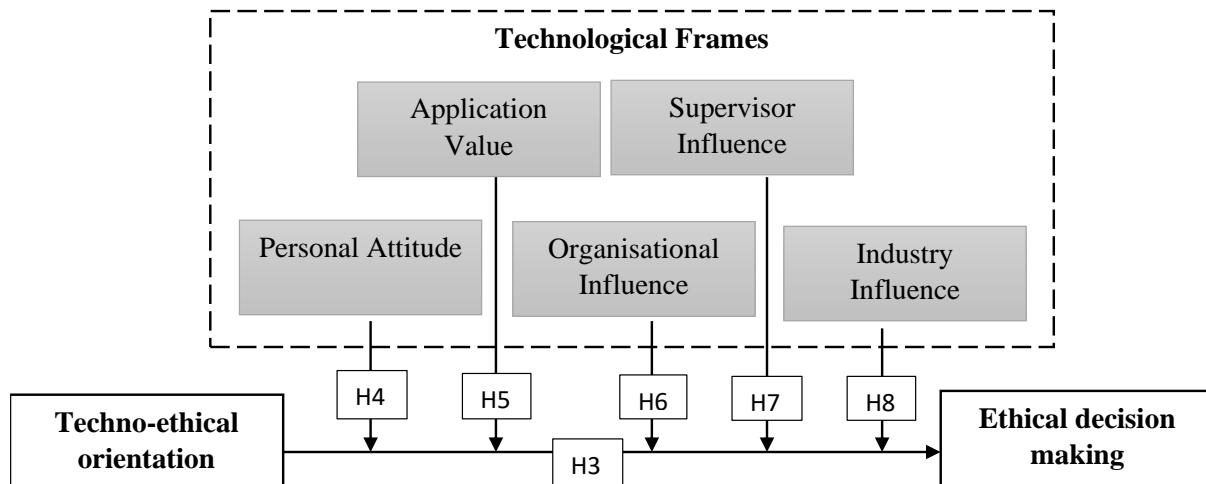 Technological Frames
Application
Value
Supervisor
Influence
Personal Attitude
Organisational
Influence
Industry
Influence
H4
H5
H6
H7
H8
Techno-ethical
orientation
H3
Ethical decision
making